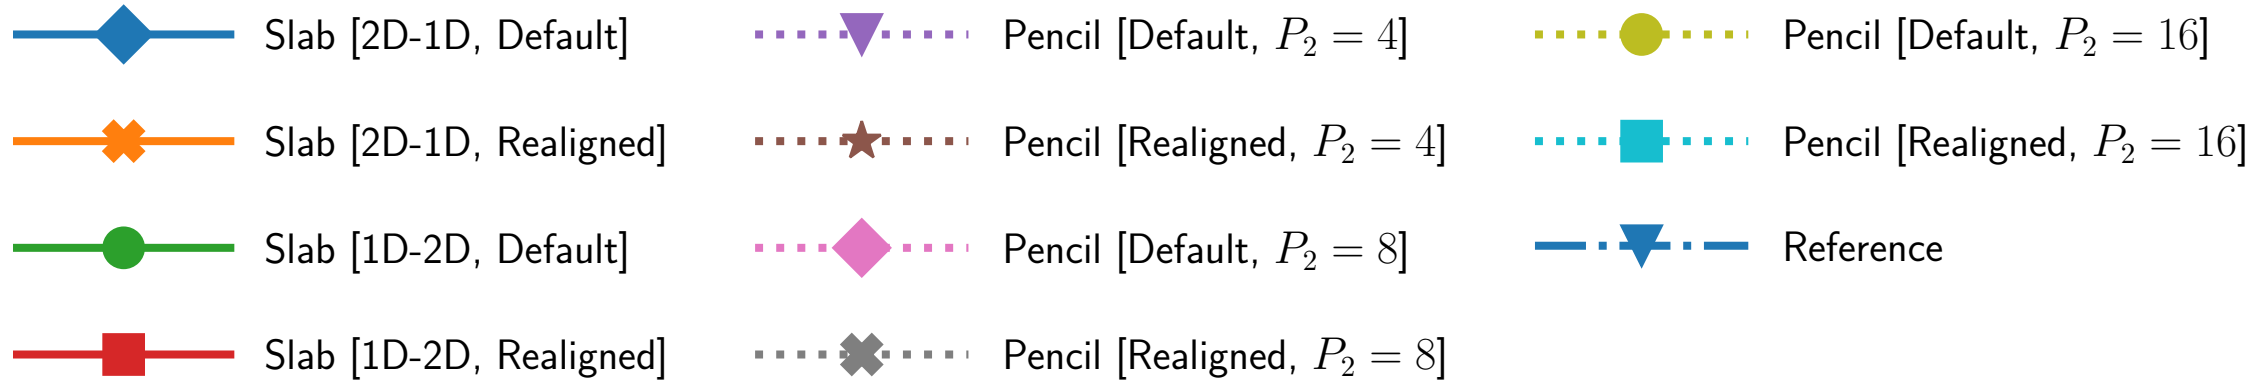 Slab [2D-1D, Default]
Slab [2D-1D, Realigned]
Slab [1D-2D, Default]
Slab [1D-2D, Realigned]
Pencil [Default, P₂ = 4]
Pencil [Realigned, P₂ = 4]
Pencil [Default, P₂ = 8]
Pencil [Realigned, P₂ = 8]
Pencil [Default, P₂ = 16]
Pencil [Realigned, P₂ = 16]
Reference